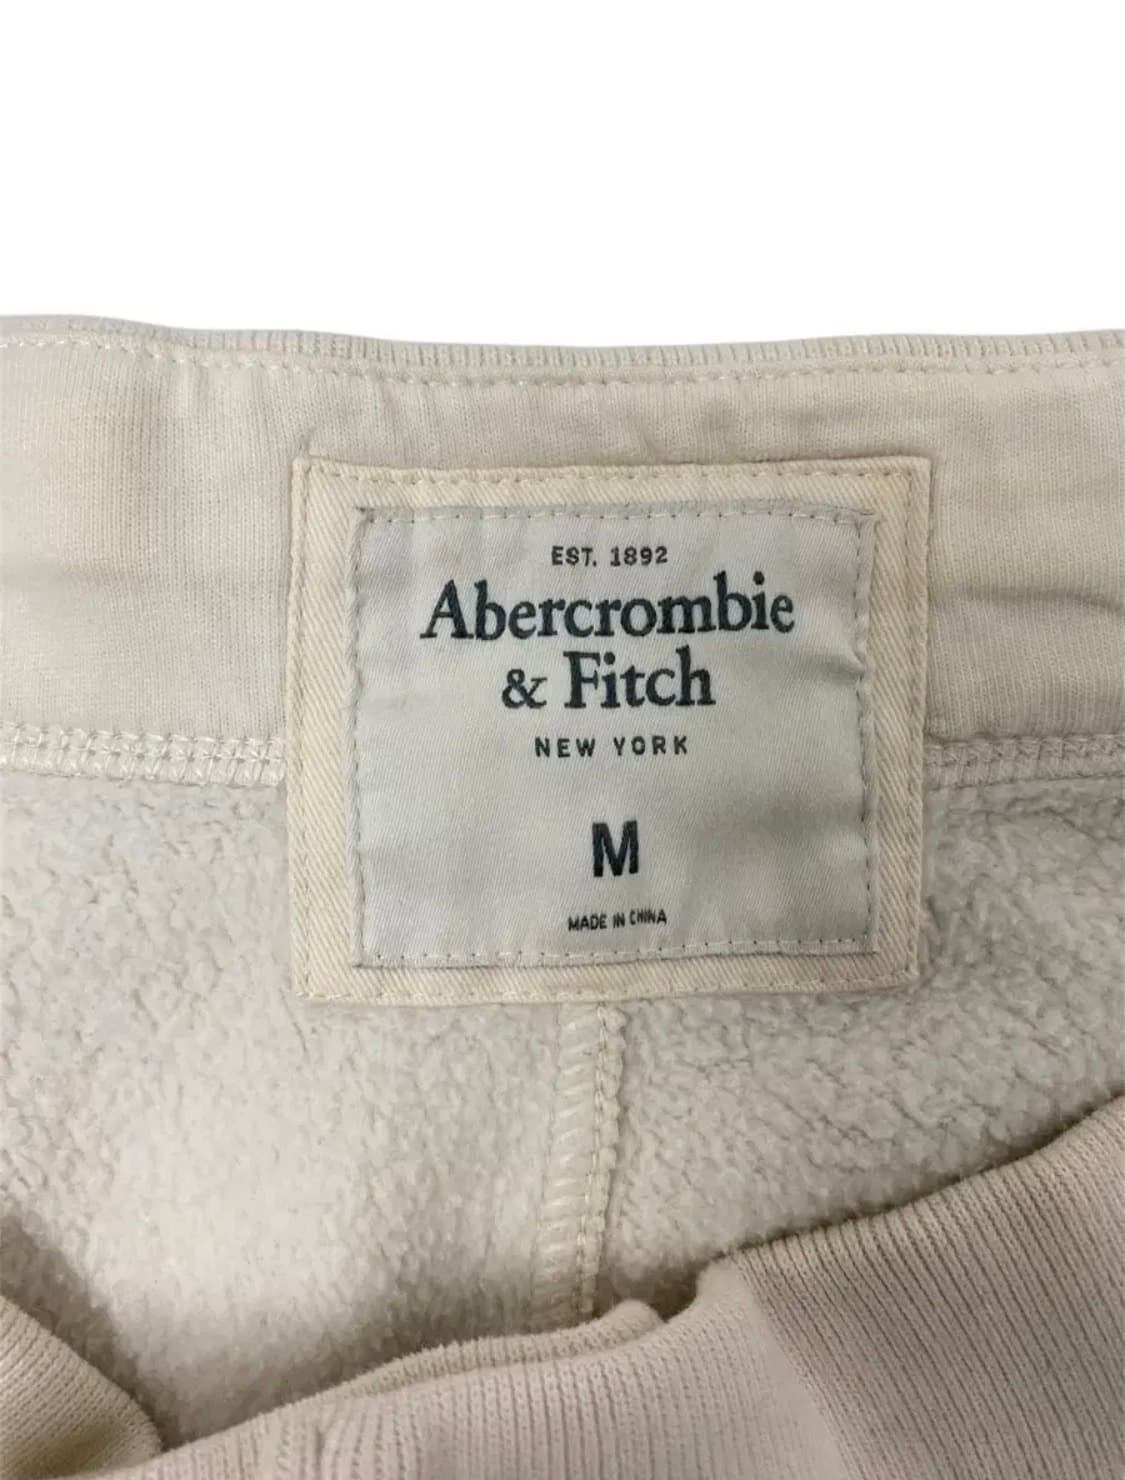 EST. 1892
Abercrombie
& Fitch
NEW YORK
M
MADE IN CHINA